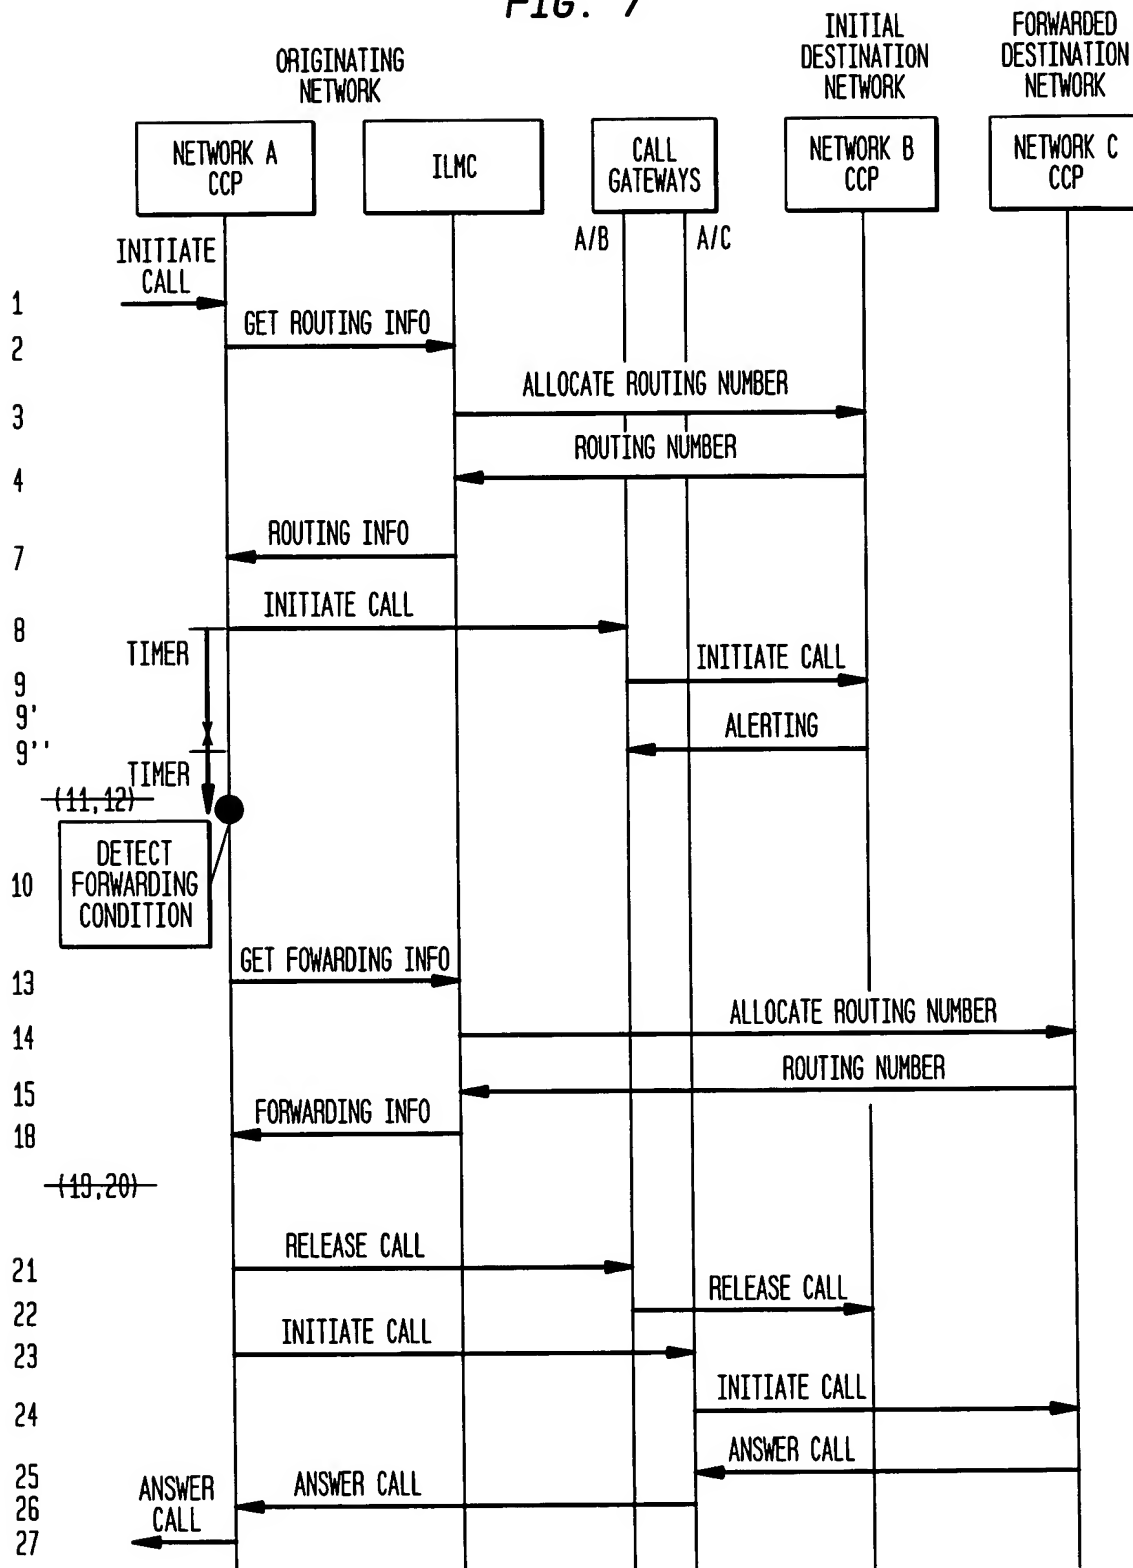 FIG. 7
ORIGINATING
NETWORK
INITIAL
DESTINATION
NETWORK
FORWARDED
DESTINATION
NETWORK
NETWORK A
CCP
ILMC
CALL
GATEWAYS
NETWORK B
CCP
NETWORK C
CCP
A/B
A/C
INITIATE
CALL
1
GET ROUTING INFO
2
ALLOCATE ROUTING NUMBER
3
ROUTING NUMBER
4
ROUTING INFO
7
INITIATE CALL
8
TIMER
INITIATE CALL
9
9'
ALERTING
9''
TIMER
(11,12)
DETECT
FORWARDING
CONDITION
10
GET FOWARDING INFO
13
ALLOCATE ROUTING NUMBER
14
ROUTING NUMBER
15
FORWARDING INFO
18
(19,20)
RELEASE CALL
21
RELEASE CALL
22
INITIATE CALL
23
INITIATE CALL
24
ANSWER CALL
25
ANSWER CALL
26
ANSWER
CALL
27